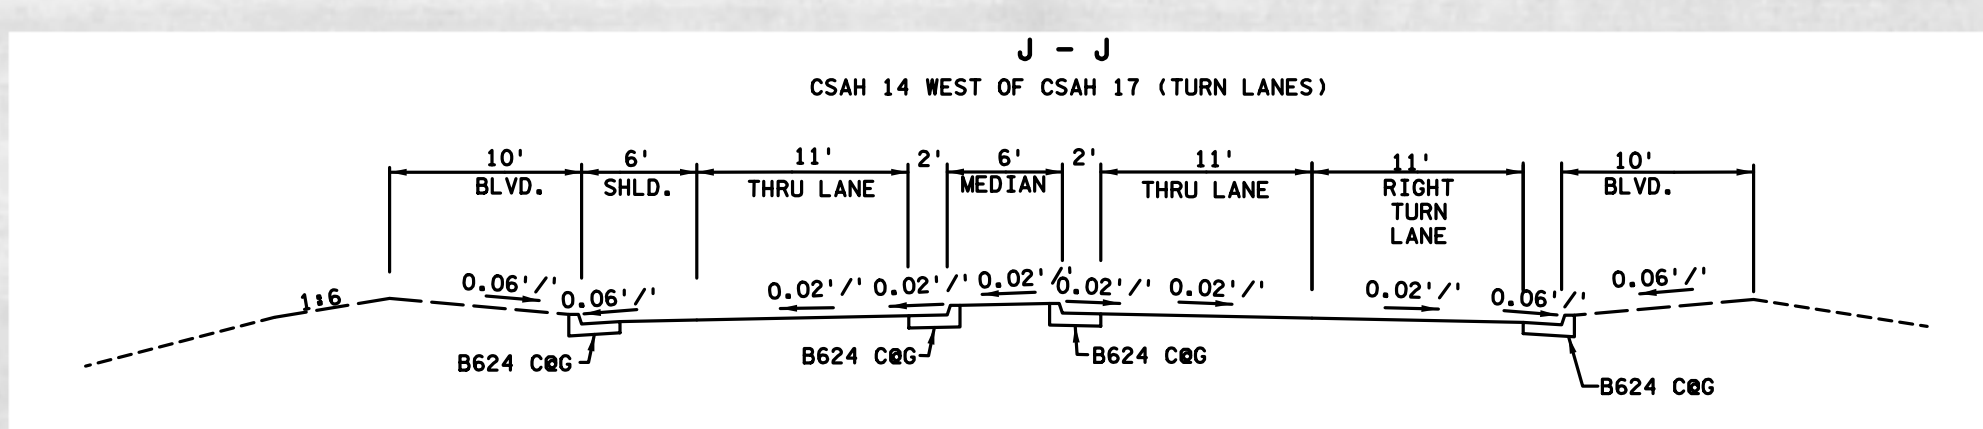 J - J
CSAH 14 WEST OF CSAH 17 (TURN LANES)
10' 6' 11' 2' 6' 2' 11' 11' 10'
BLVD. SHLD. THRU LANE MEDIAN THRU LANE RIGHT BLVD.
TURN
LANE
1:6 0.06'/' 0.06'/' 0.02'/' 0.02'/' 0.02'/' 0.02'/' 0.02'/' 0.02'/' 0.06'/' 0.06'/'
B624 C@G B624 C@G B624 C@G B624 C@G